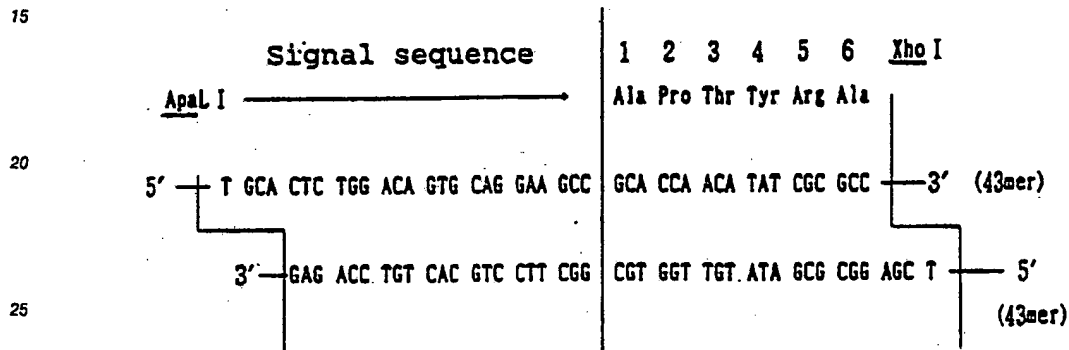 15
Signal sequence 1 2 3 4 5 6 Xho I
ApaL I Ala Pro Thr Tyr Arg Ala
20
5′ T GCA CTC TGG ACA GTG CAG GAA GCC GCA CCA ACA TAT CGC GCC 3′ (43mer)
3′ GAG ACC TGT CAC GTC CTT CGG CGT GGT TGT ATA GCG CGG AGC T 5′
25
(43mer)